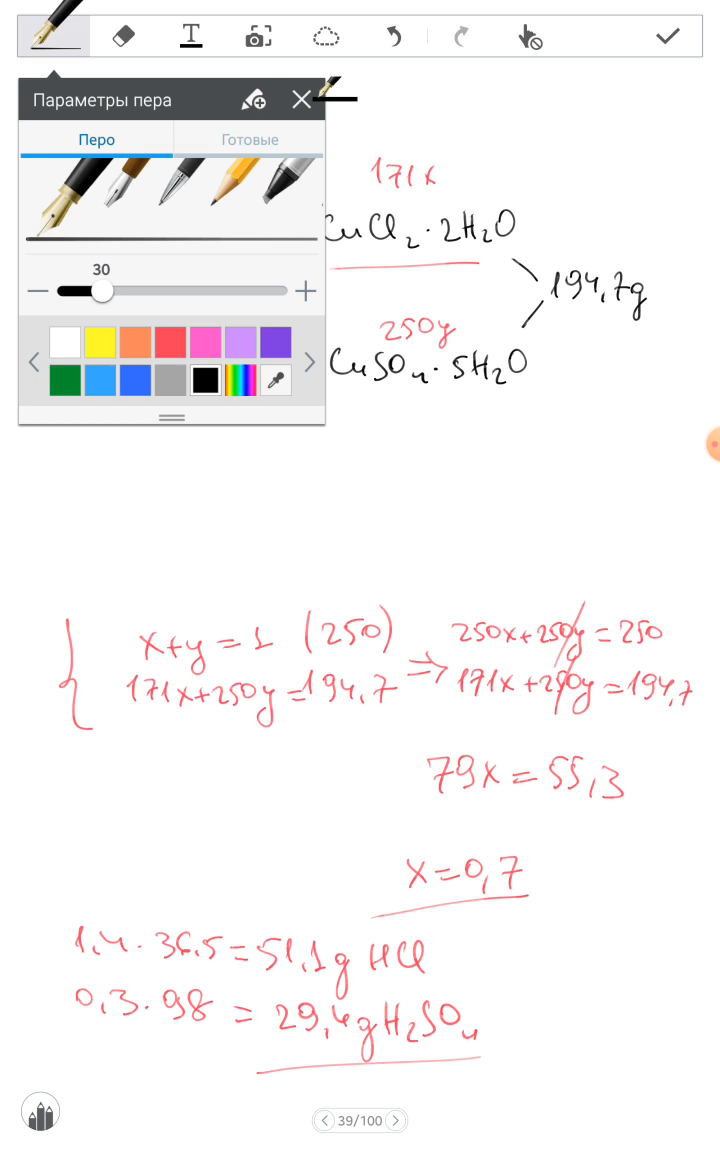 T
Параметры пера
Перо
Готовые
30
171x
CuCl₂·2H₂O
194,7g
250y
CuSO₄·5H₂O
x+y=1 (250)
171x+250y=194,7
⇒
250x+250y=250
171x+250y=194,7
79x=55,3
x=0,7
1,4·36,5=51,1g HCl
0,3·98=29,4g H₂SO₄
39/100